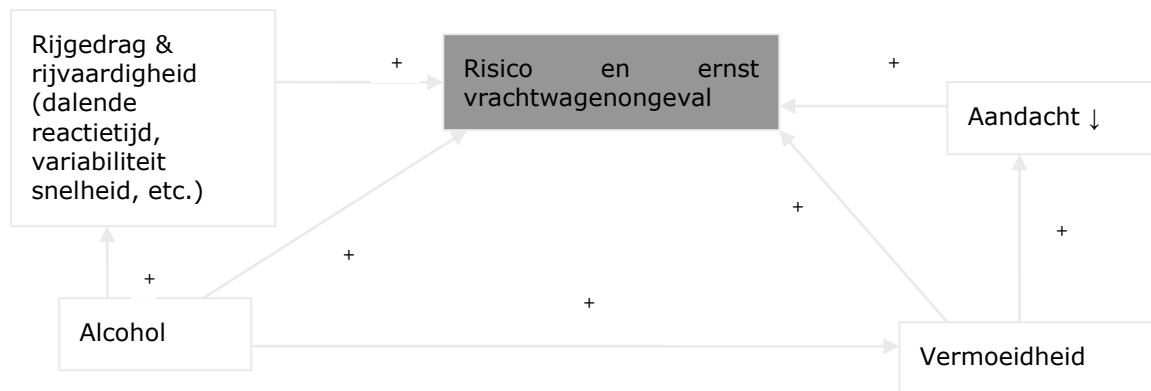 Rijgedrag &
rijvaardigheid
(dalende
reactietijd,
variabiliteit
snelheid, etc.)
+
Risico en ernst
vrachtwagenongeval
+
Aandacht ↓
+
+
+
+
+
Alcohol
Vermoeidheid